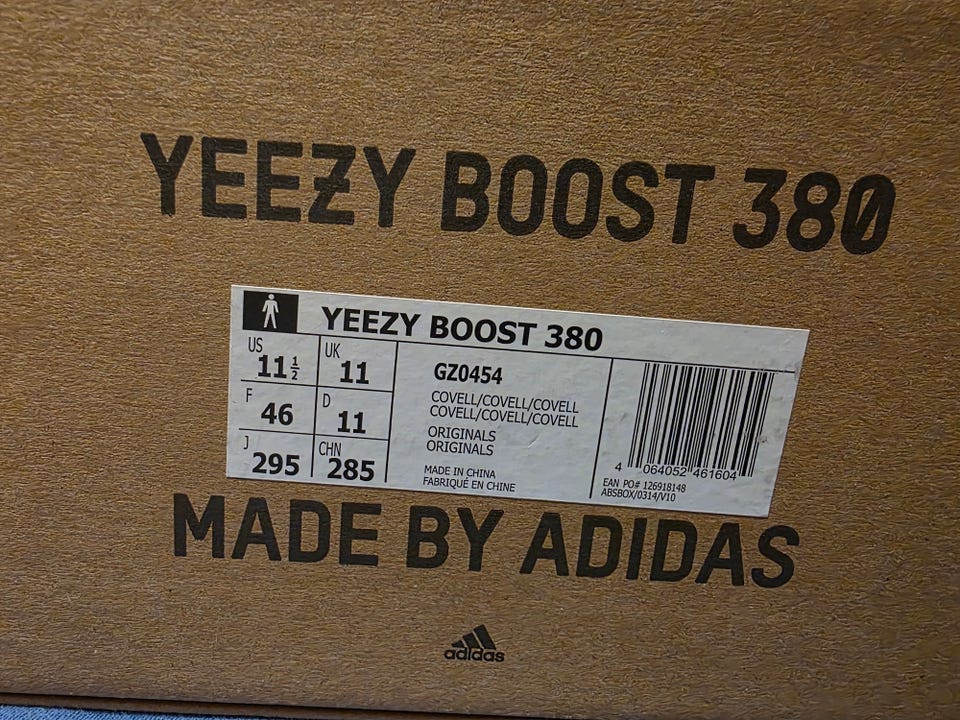 YEEZY BOOST 380
YEEZY BOOST 380
US
11 1/2
UK
11
F
46
D
11
J
295
CHN
285
GZ0454
COVELL/COVELL/COVELL
COVELL/COVELL/COVELL
ORIGINALS
ORIGINALS
MADE IN CHINA
FABRIQUÉ EN CHINE
4 064052 461604
EAN PO# 126918148
ABSBOX/0314/V10
MADE BY ADIDAS
adidas